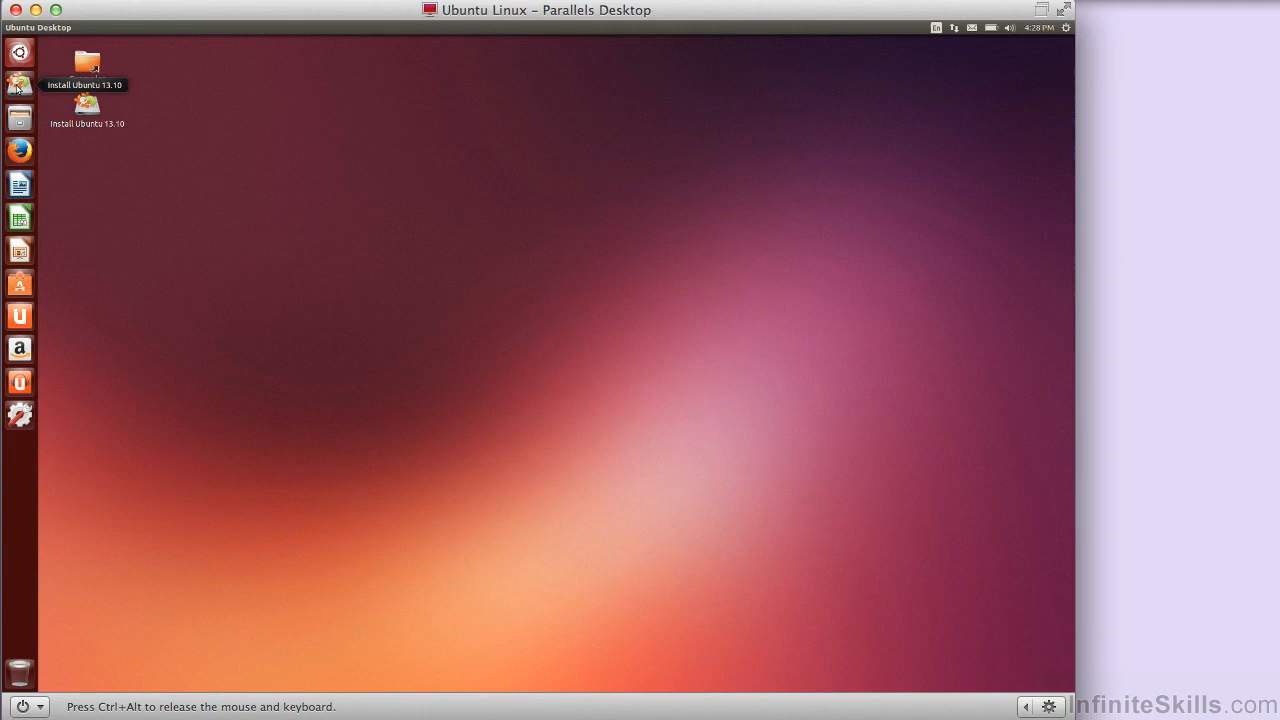 Ubuntu Linux – Parallels Desktop
Ubuntu Desktop
En
4:28 PM
Install Ubuntu 13.10
Install Ubuntu 13.10
Press Ctrl+Alt to release the mouse and keyboard.
InfiniteSkills.com